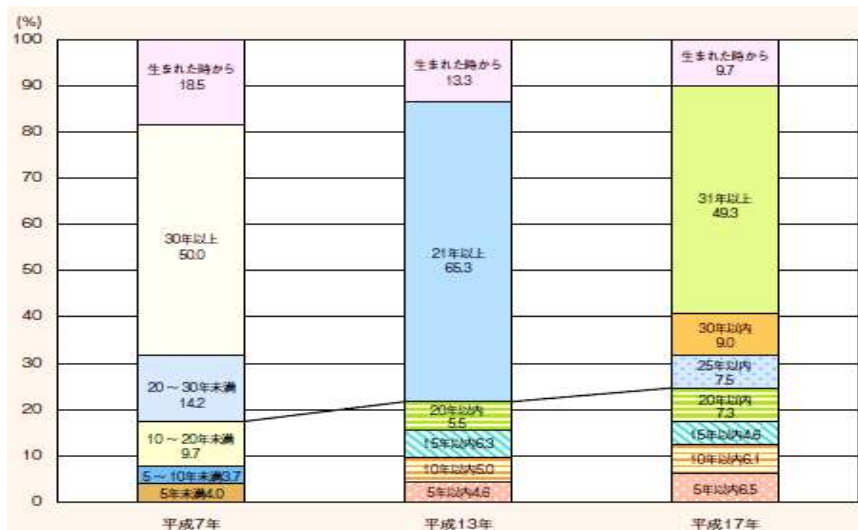 (%)
100
90
80
70
60
50
40
30
20
10
0
生まれた時から
18.5
30年以上
50.0
20～30年未満
14.2
10～20年未満
9.7
5～10年未満3.7
5年未満4.0
平成7年
生まれた時から
13.3
21年以上
65.3
20年以内
5.5
15年以内6.3
10年以内5.0
5年以内4.6
平成13年
生まれた時から
9.7
31年以上
49.3
30年以内
9.0
25年以内
7.5
20年以内
7.3
15年以内4.6
10年以内6.1
5年以内6.5
平成17年